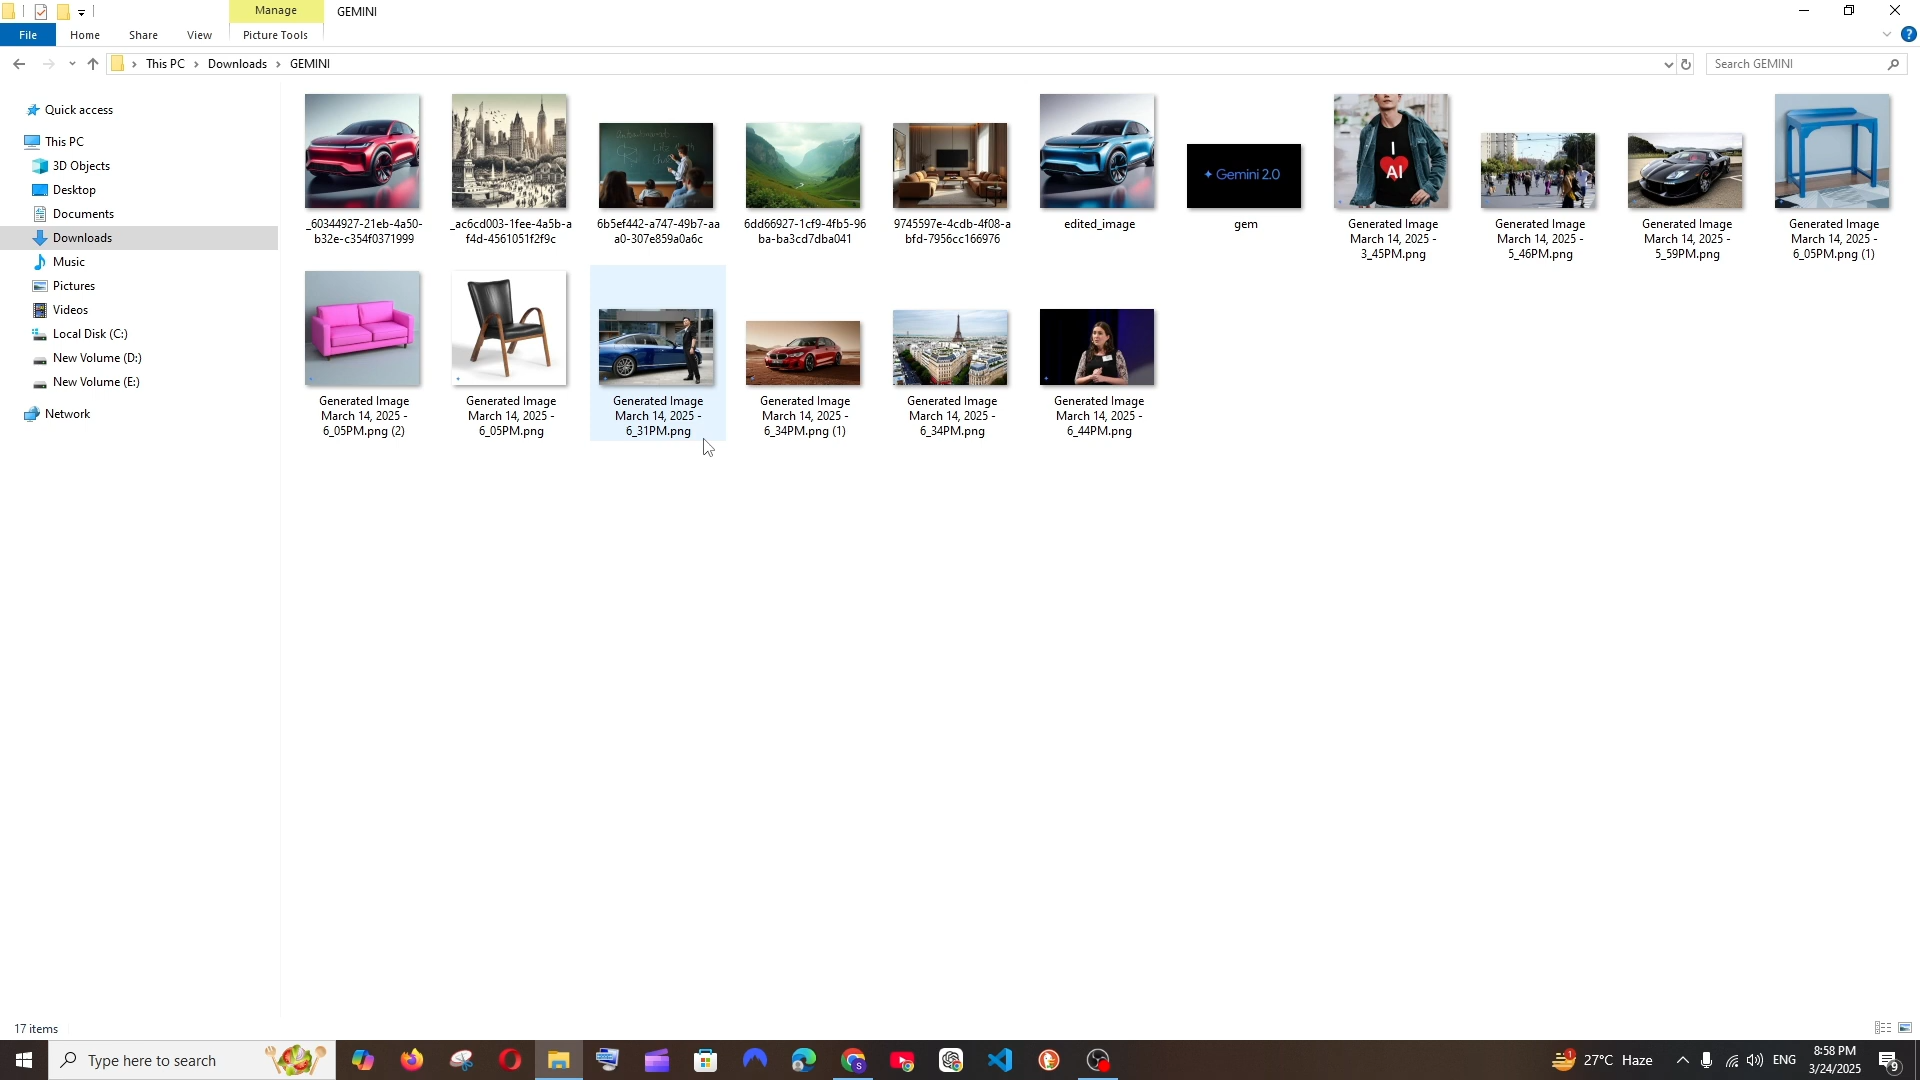 Manage
GEMINI
File
Home
Share
View
Picture Tools
This PC
Downloads
GEMINI
Search GEMINI
Quick access
This PC
3D Objects
Desktop
Documents
Downloads
Music
Pictures
Videos
Local Disk (C:)
New Volume (D:)
New Volume (E:)
Network
_60344927-21eb-4a50-
b32e-c354f0371999
_ac6cd003-1fee-4a5b-a
f4d-4561051f2f9c
6b5ef442-a747-49b7-aa
a0-307e859a0a6c
6dd66927-1cf9-4fb5-96
ba-ba3cd7dba041
9745597e-4cdb-4f08-a
bfd-7956cc166976
edited_image
Gemini 2.0
gem
I
AI
Generated Image
March 14, 2025 -
3_45PM.png
Generated Image
March 14, 2025 -
5_46PM.png
Generated Image
March 14, 2025 -
5_59PM.png
Generated Image
March 14, 2025 -
6_05PM.png (1)
Generated Image
March 14, 2025 -
6_05PM.png (2)
Generated Image
March 14, 2025 -
6_05PM.png
Generated Image
March 14, 2025 -
6_31PM.png
Generated Image
March 14, 2025 -
6_34PM.png (1)
Generated Image
March 14, 2025 -
6_34PM.png
Generated Image
March 14, 2025 -
6_44PM.png
17 items
Type here to search
27°C Haze
ENG
8:58 PM
3/24/2025
9